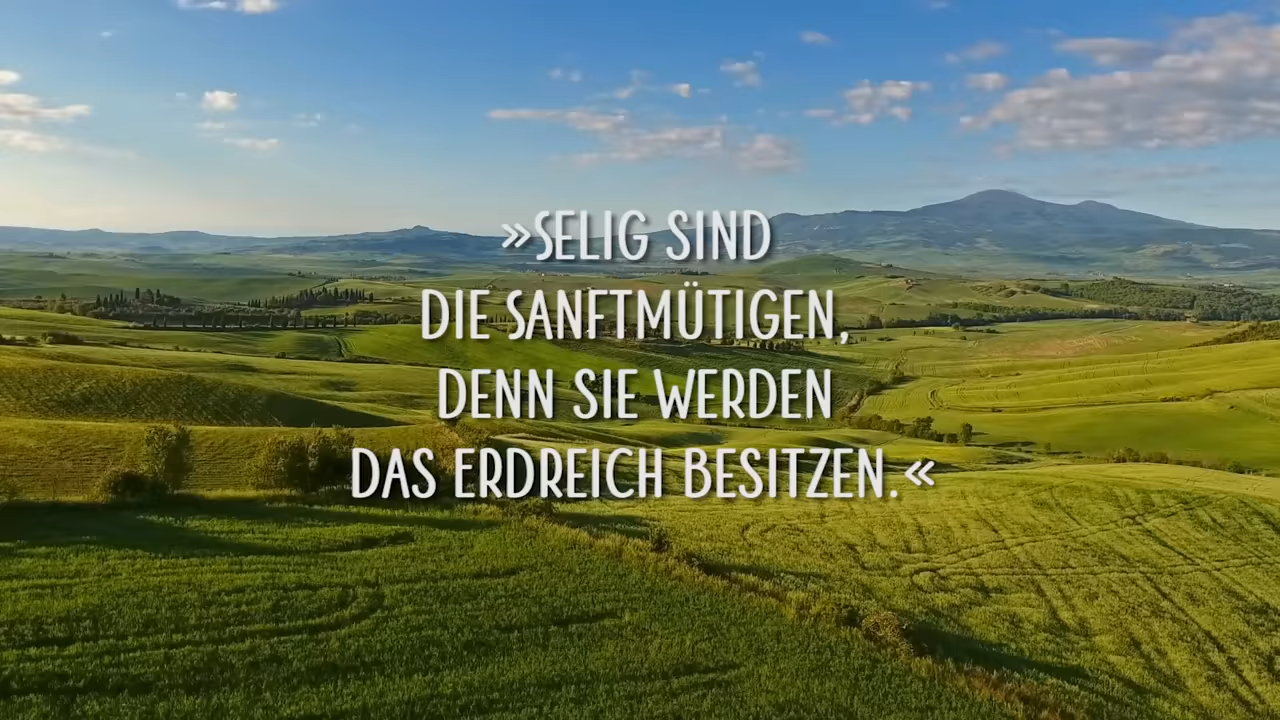 »SELIG SIND
DIE SANFTMÜTIGEN,
DENN SIE WERDEN
DAS ERDREICH BESITZEN.«